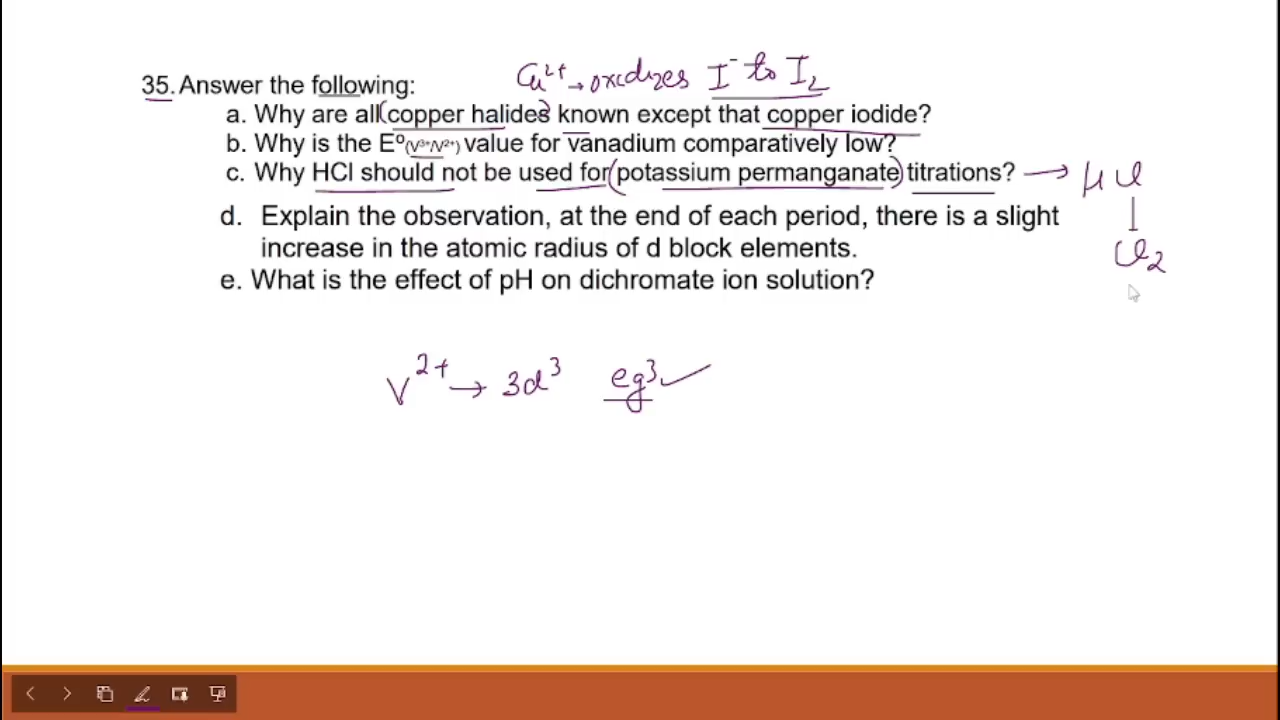 Cu²⁺ → oxidizes I⁻ to I₂
35. Answer the following:
a. Why are all (copper halides) known except that copper iodide?
b. Why is the E⁰(V³⁺/V²⁺) value for vanadium comparatively low?
c. Why HCl should not be used for (potassium permanganate) titrations? → HCl
Cl₂
d. Explain the observation, at the end of each period, there is a slight
increase in the atomic radius of d block elements.
e. What is the effect of pH on dichromate ion solution?
V²⁺ → 3d³ eg³ ✓